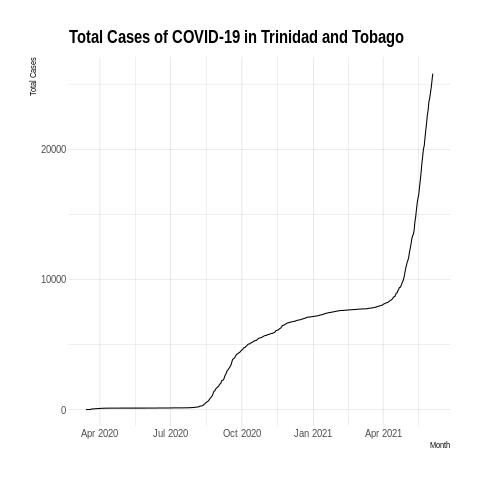 Total Cases of COVID-19 in Trinidad and Tobago
Total Cases
20000
10000
0
Apr 2020 Jul 2020 Oct 2020 Jan 2021 Apr 2021
Month